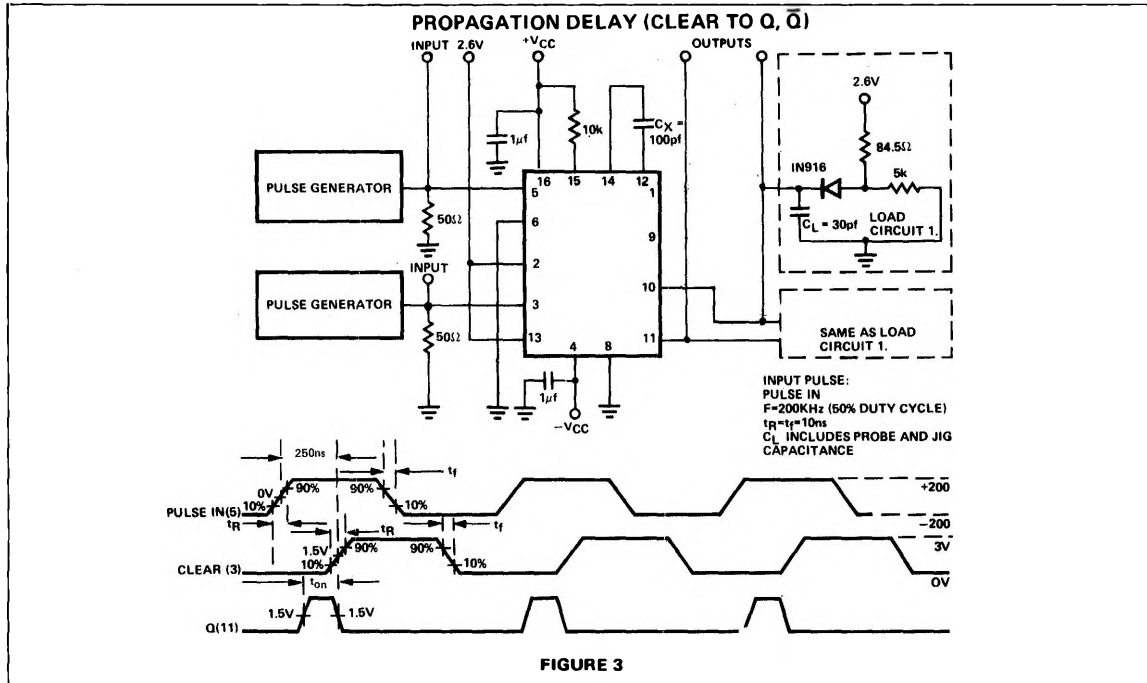 PROPAGATION DELAY (CLEAR TO Q, Q̄)
INPUT 2.6V +VCC OUTPUTS
2.6V
1μf
10k
CX = 100pf
84.5Ω
IN916
5k
CL = 30pf
LOAD
CIRCUIT 1.
PULSE GENERATOR
50Ω
INPUT
PULSE GENERATOR
50Ω
16 15 14 12
5 1
6
9
2
10
3
13 11
4 8
1μf
−VCC
SAME AS LOAD
CIRCUIT 1.
INPUT PULSE:
PULSE IN
F=200KHz (50% DUTY CYCLE)
tR=tf=10ns
CL INCLUDES PROBE AND JIG
CAPACITANCE
250ns
tf
0V 90% 90% +200
10% 10%
PULSE IN(5) −200
tR tR tf
1.5V 90% 90% 3V
10% 10%
CLEAR (3) 0V
ton
1.5V 1.5V
Q(11)
FIGURE 3